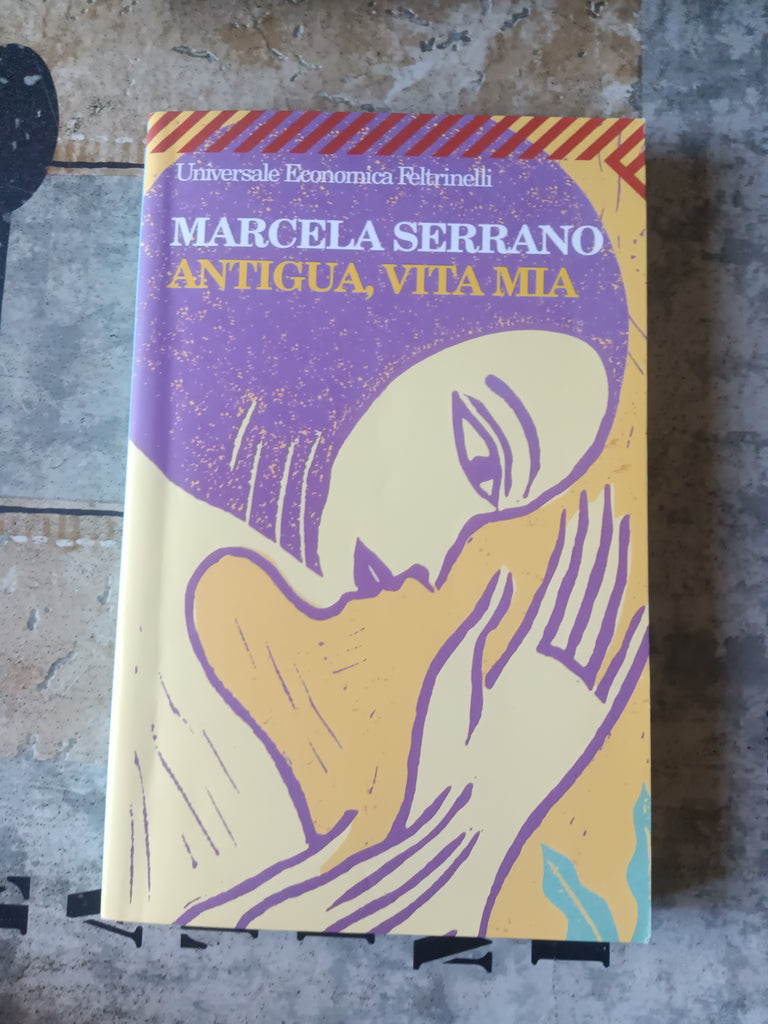 Universale Economica Feltrinelli
MARCELA SERRANO
ANTIGUA, VITA MIA